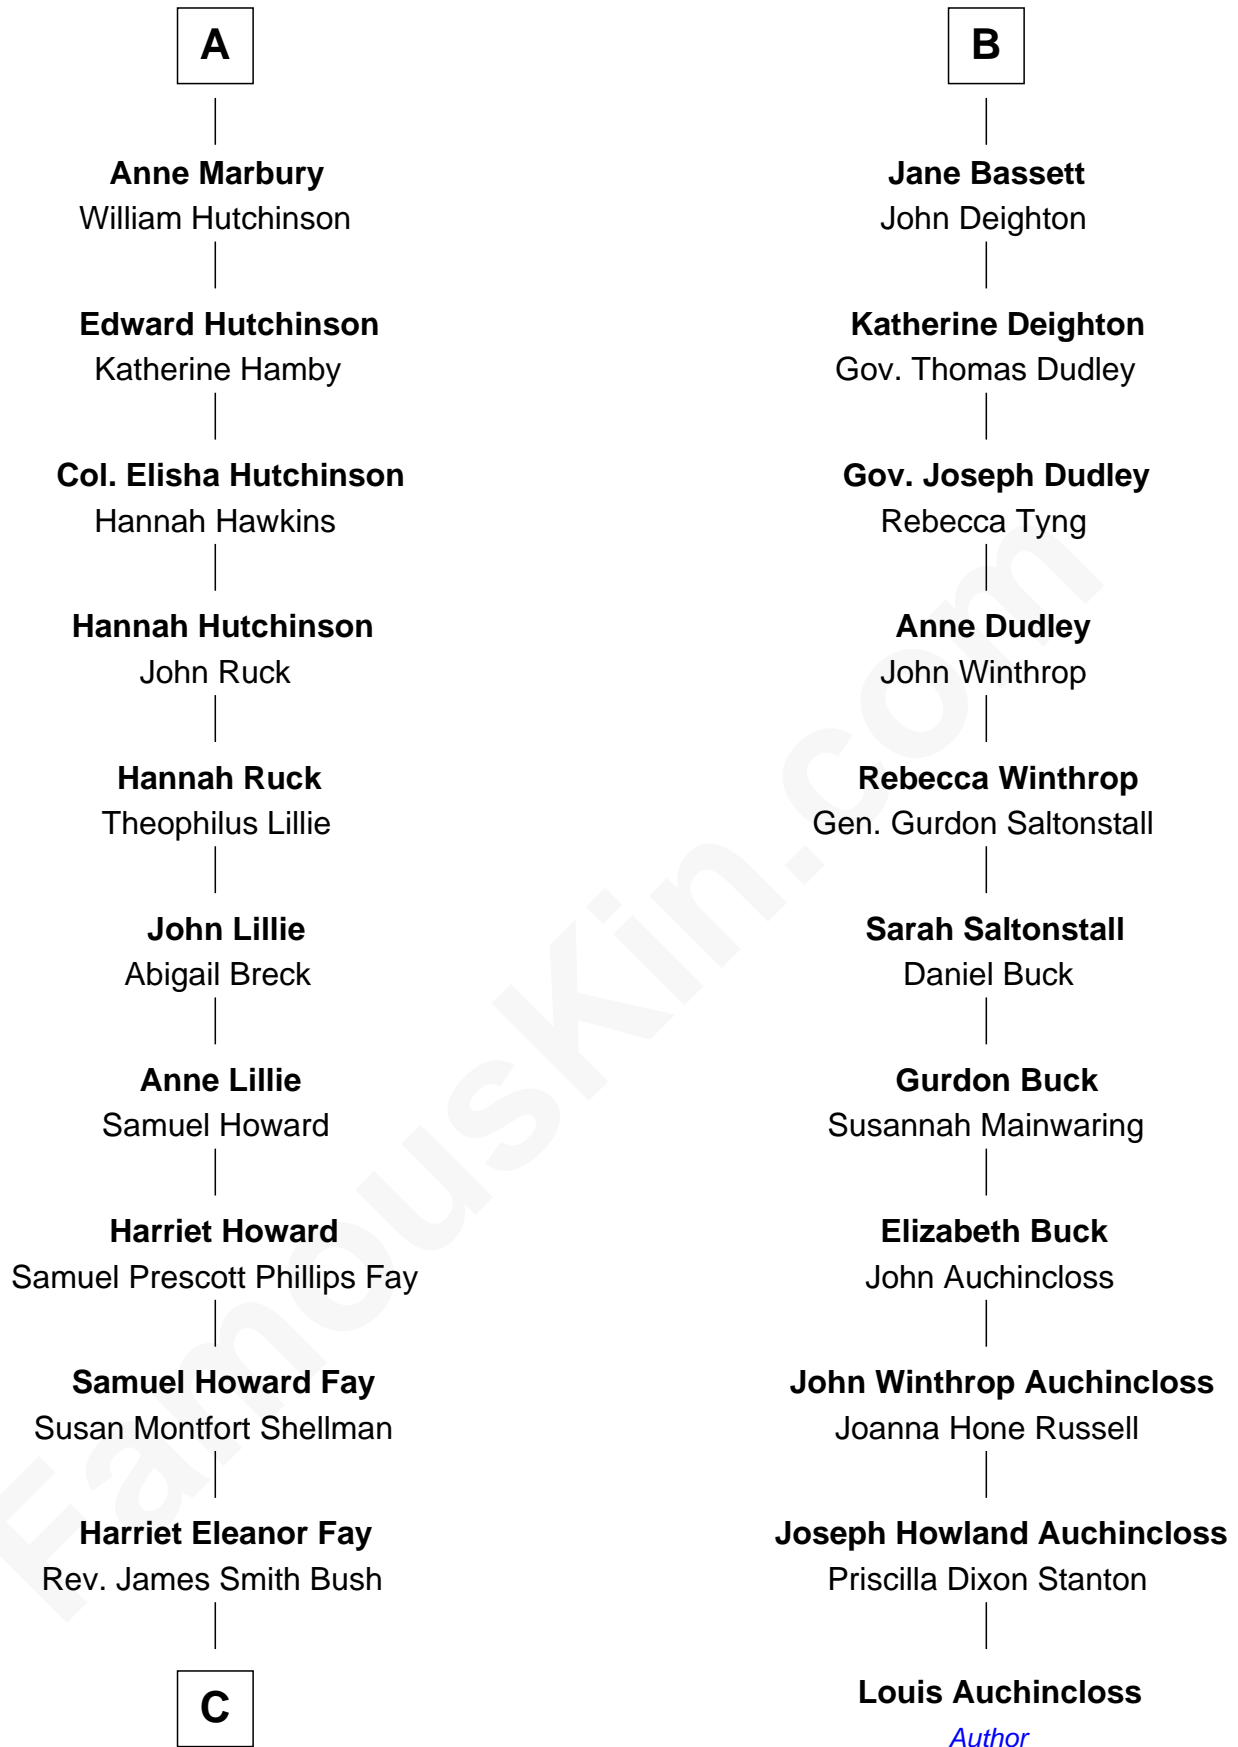 A
Anne Marbury
William Hutchinson
Edward Hutchinson
Katherine Hamby
Col. Elisha Hutchinson
Hannah Hawkins
Hannah Hutchinson
John Ruck
Hannah Ruck
Theophilus Lillie
John Lillie
Abigail Breck
Anne Lillie
Samuel Howard
Harriet Howard
Samuel Prescott Phillips Fay
Samuel Howard Fay
Susan Montfort Shellman
Harriet Eleanor Fay
Rev. James Smith Bush
C
B
Jane Bassett
John Deighton
Katherine Deighton
Gov. Thomas Dudley
Gov. Joseph Dudley
Rebecca Tyng
Anne Dudley
John Winthrop
Rebecca Winthrop
Gen. Gurdon Saltonstall
Sarah Saltonstall
Daniel Buck
Gurdon Buck
Susannah Mainwaring
Elizabeth Buck
John Auchincloss
John Winthrop Auchincloss
Joanna Hone Russell
Joseph Howland Auchincloss
Priscilla Dixon Stanton
Louis Auchincloss
Author
FamousKin.com